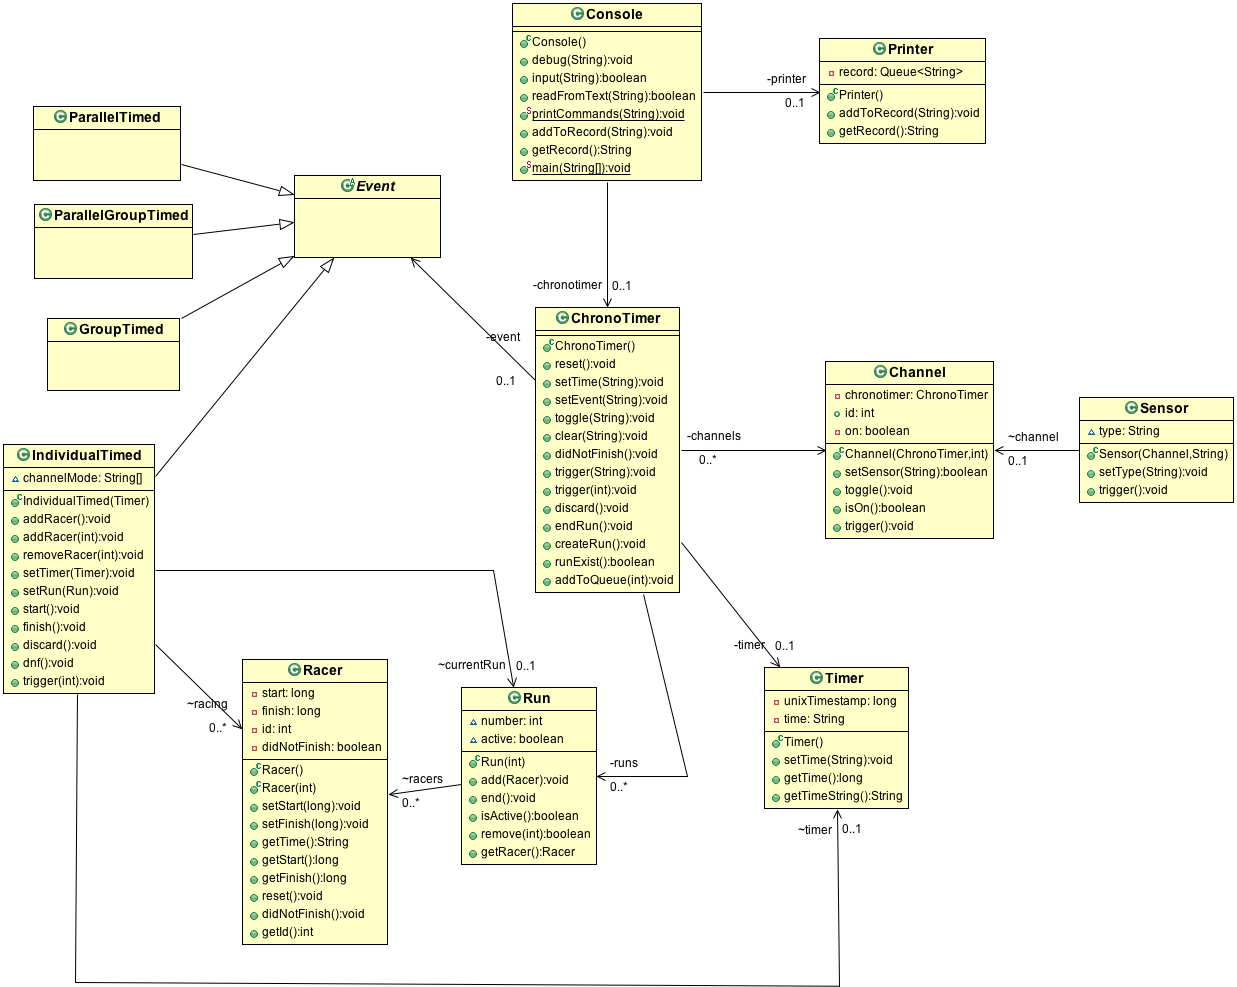 Console
Console()
debug(String):void
input(String):boolean
readFromText(String):boolean
printCommands(String):void
addToRecord(String):void
getRecord():String
main(String[]):void
-printer
0..1
Printer
record: Queue<String>
Printer()
addToRecord(String):void
getRecord():String
ParallelTimed
ParallelGroupTimed
GroupTimed
Event
-event
0..1
-chronotimer
0..1
ChronoTimer
ChronoTimer()
reset():void
setTime(String):void
setEvent(String):void
toggle(String):void
clear(String):void
didNotFinish():void
trigger(String):void
trigger(int):void
discard():void
endRun():void
createRun():void
runExist():boolean
addToQueue(int):void
-channels
0..*
Channel
chronotimer: ChronoTimer
id: int
on: boolean
Channel(ChronoTimer,int)
setSensor(String):boolean
toggle():void
isOn():boolean
trigger():void
~channel
0..1
Sensor
type: String
Sensor(Channel,String)
setType(String):void
trigger():void
IndividualTimed
channelMode: String[]
IndividualTimed(Timer)
addRacer():void
addRacer(int):void
removeRacer(int):void
setTimer(Timer):void
setRun(Run):void
start():void
finish():void
discard():void
dnf():void
trigger(int):void
~racing
0..*
Racer
start: long
finish: long
id: int
didNotFinish: boolean
Racer()
Racer(int)
setStart(long):void
setFinish(long):void
getTime():String
getStart():long
getFinish():long
reset():void
didNotFinish():void
getId():int
~currentRun
0..1
~racers
0..*
Run
number: int
active: boolean
Run(int)
add(Racer):void
end():void
isActive():boolean
remove(int):boolean
getRacer():Racer
-runs
0..*
-timer
0..1
Timer
unixTimestamp: long
time: String
Timer()
setTime(String):void
getTime():long
getTimeString():String
~timer
0..1